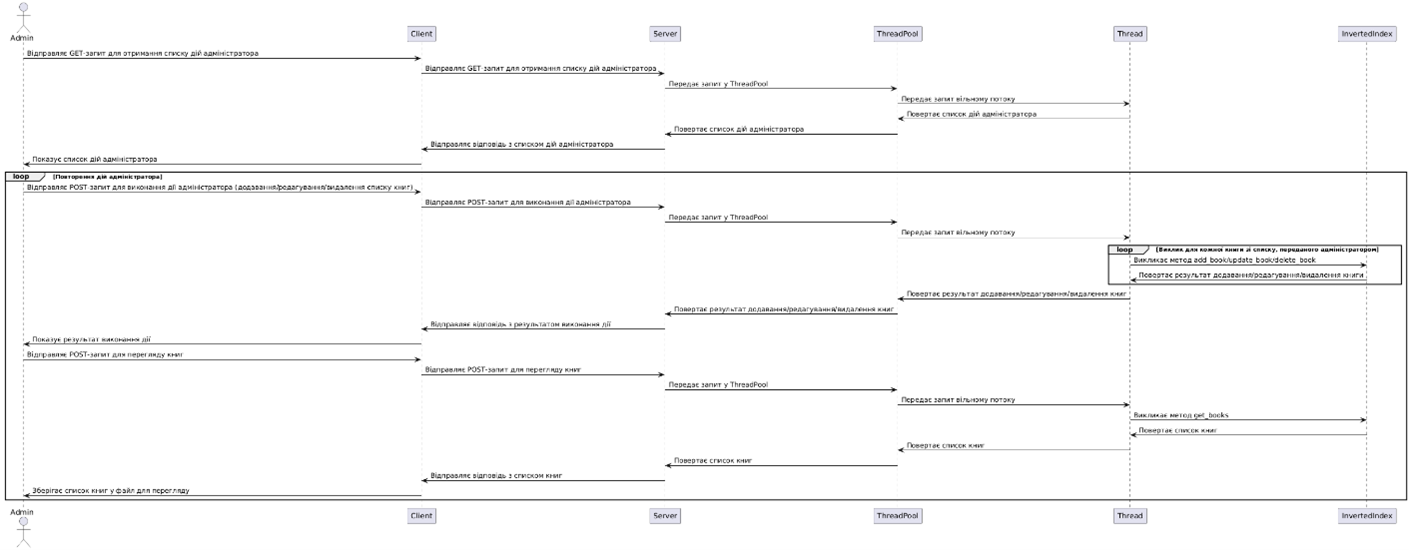 Admin
Client
Server
ThreadPool
Thread
InvertedIndex
Відправляє GET-запит для отримання списку дій адміністратора
Відправляє GET-запит для отримання списку дій адміністратора
Передає запит у ThreadPool
Передає запит вільному потоку
Повертає список дій адміністратора
Повертає список дій адміністратора
Відправляє відповідь з списком дій адміністратора
Показує список дій адміністратора
loop [Повторення дій адміністратора]
Відправляє POST-запит для виконання дії адміністратора (додавання/редагування/видалення списку книг)
Відправляє POST-запит для виконання дії адміністратора
Передає запит у ThreadPool
Передає запит вільному потоку
loop [Виклик для кожної книги зі списку, переданого адміністратором]
Викликає метод add_book/update_book/delete_book
Повертає результат додавання/редагування/видалення книги
Повертає результат додавання/редагування/видалення книг
Повертає результат додавання/редагування/видалення книг
Відправляє відповідь з результатом виконання дії
Показує результат виконання дії
Відправляє POST-запит для перегляду книг
Відправляє POST-запит для перегляду книг
Передає запит у ThreadPool
Передає запит вільному потоку
Викликає метод get_books
Повертає список книг
Повертає список книг
Повертає список книг
Відправляє відповідь з списком книг
Зберігає список книг у файл для перегляду
Admin
Client
Server
ThreadPool
Thread
InvertedIndex